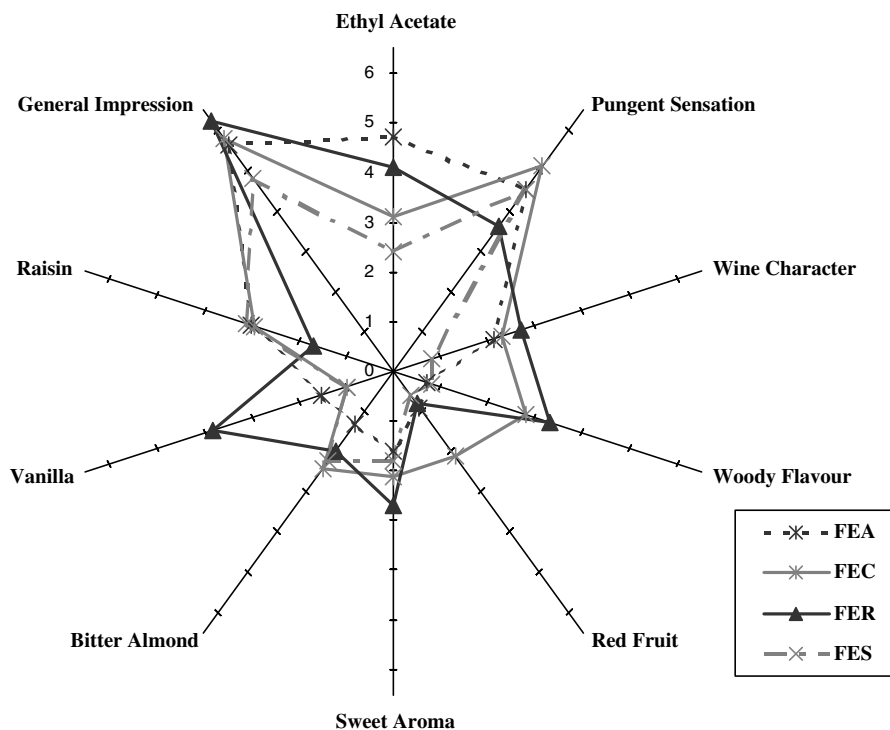 Ethyl Acetate
6
General Impression
Pungent Sensation
5
4
3
Raisin
Wine Character
2
1
0
Vanilla
Woody Flavour
FEA
FEC
FER
FES
Bitter Almond
Red Fruit
Sweet Aroma